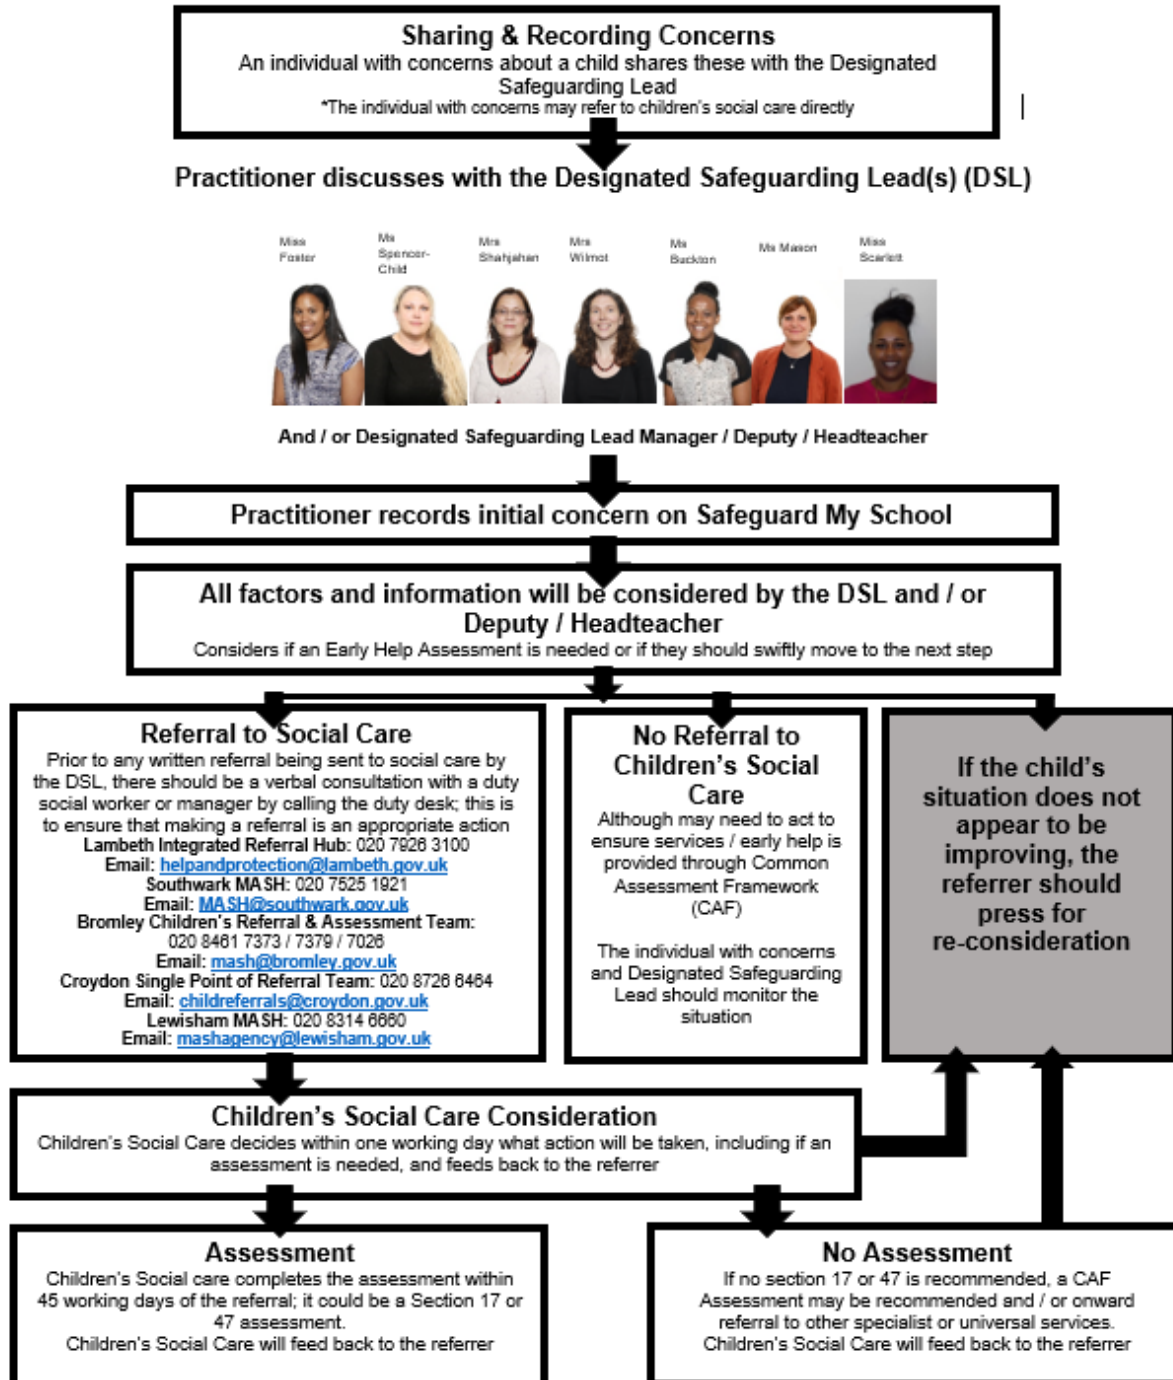 Sharing & Recording Concerns
An individual with concerns about a child shares these with the Designated
Safeguarding Lead
*The individual with concerns may refer to children's social care directly
Practitioner discusses with the Designated Safeguarding Lead(s) (DSL)
Miss
Foster
Ms
Spencer-
Child
Mrs
Shahjahan
Mrs
Wilmot
Ms
Buckton
Ms Mason
Miss
Scarlett
And / or Designated Safeguarding Lead Manager / Deputy / Headteacher
Practitioner records initial concern on Safeguard My School
All factors and information will be considered by the DSL and / or
Deputy / Headteacher
Considers if an Early Help Assessment is needed or if they should swiftly move to the next step
Referral to Social Care
Prior to any written referral being sent to social care by
the DSL, there should be a verbal consultation with a duty
social worker or manager by calling the duty desk; this is
to ensure that making a referral is an appropriate action
Lambeth Integrated Referral Hub: 020 7926 3100
Email: helpandprotection@lambeth.gov.uk
Southwark MASH: 020 7525 1921
Email: MASH@southwark.gov.uk
Bromley Children's Referral & Assessment Team:
020 8461 7373 / 7379 / 7026
Email: mash@bromley.gov.uk
Croydon Single Point of Referral Team: 020 8726 6464
Email: childreferrals@croydon.gov.uk
Lewisham MASH: 020 8314 6660
Email: mashagency@lewisham.gov.uk
No Referral to
Children's Social
Care
Although may need to act to
ensure services / early help is
provided through Common
Assessment Framework
(CAF)
The individual with concerns
and Designated Safeguarding
Lead should monitor the
situation
If the child's
situation does not
appear to be
improving, the
referrer should
press for
re-consideration
Children's Social Care Consideration
Children's Social Care decides within one working day what action will be taken, including if an
assessment is needed, and feeds back to the referrer
Assessment
Children's Social care completes the assessment within
45 working days of the referral; it could be a Section 17 or
47 assessment.
Children's Social Care will feed back to the referrer
No Assessment
If no section 17 or 47 is recommended, a CAF
Assessment may be recommended and / or onward
referral to other specialist or universal services.
Children's Social Care will feed back to the referrer